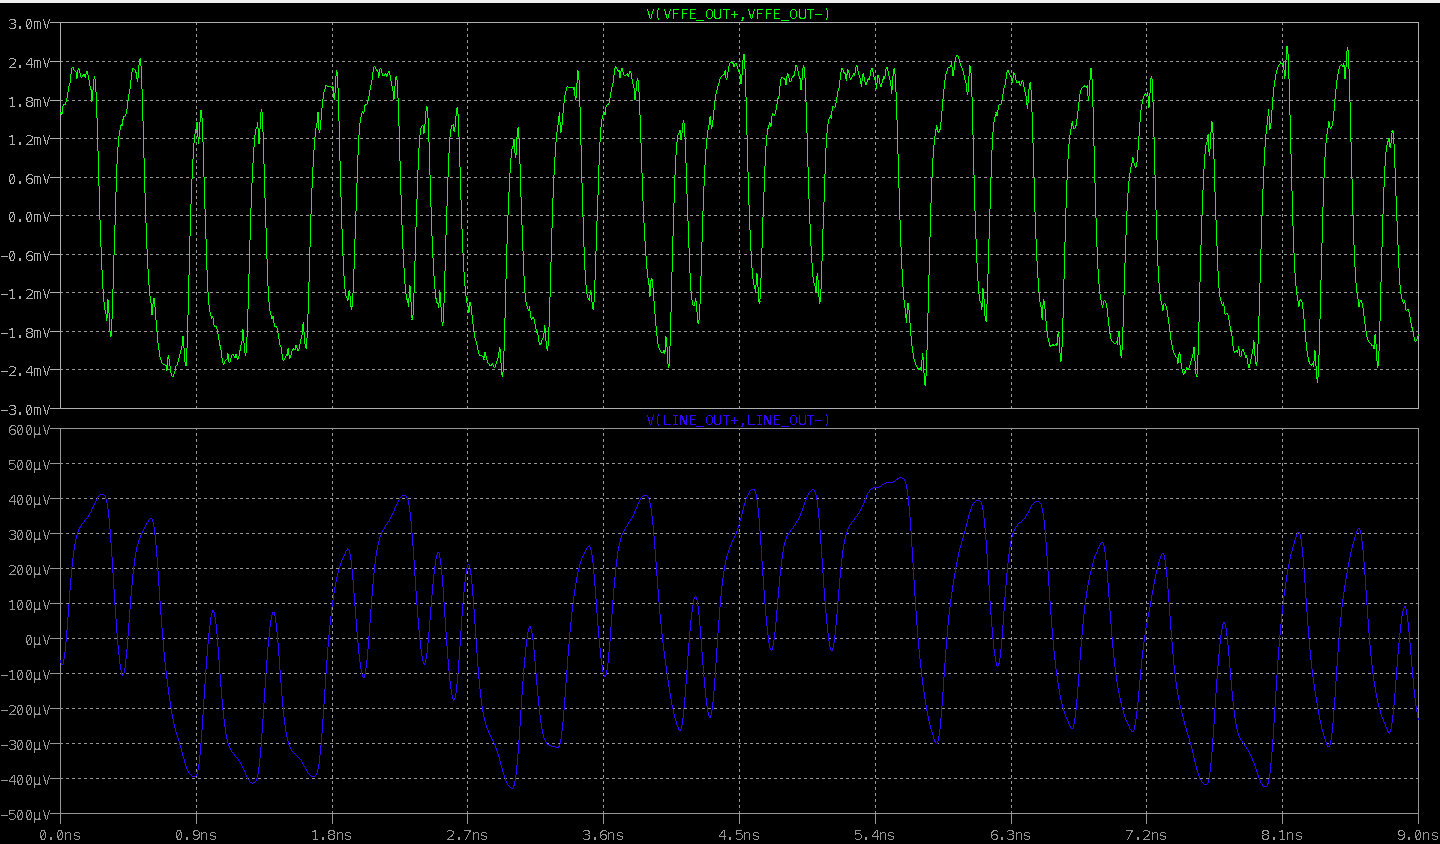 V(VFFE_OUT+,VFFE_OUT-)
3.0mV
2.4mV
1.8mV
1.2mV
0.6mV
0.0mV
-0.6mV
-1.2mV
-1.8mV
-2.4mV
-3.0mV
V(LINE_OUT+,LINE_OUT-)
600µV
500µV
400µV
300µV
200µV
100µV
0µV
-100µV
-200µV
-300µV
-400µV
-500µV
0.0ns 0.9ns 1.8ns 2.7ns 3.6ns 4.5ns 5.4ns 6.3ns 7.2ns 8.1ns 9.0ns